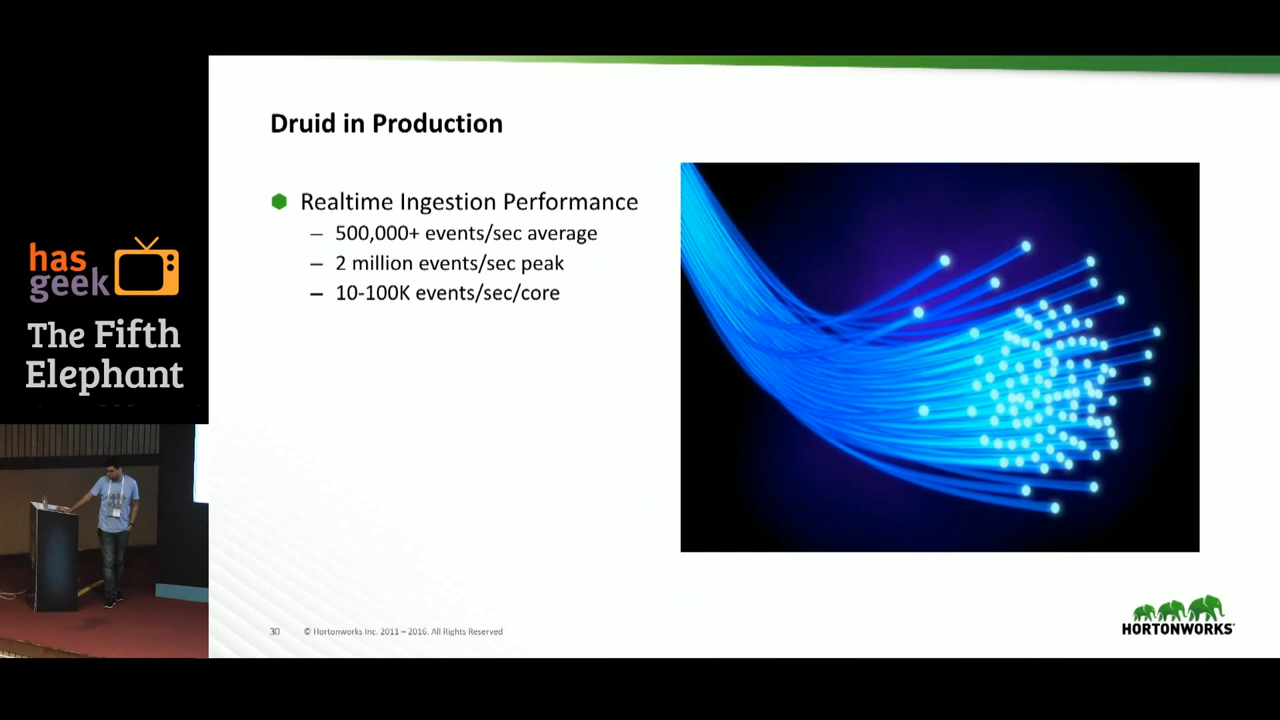 has
geek
The Fifth
Elephant
Druid in Production
Realtime Ingestion Performance
– 500,000+ events/sec average
– 2 million events/sec peak
– 10-100K events/sec/core
30 © Hortonworks Inc. 2011 – 2016. All Rights Reserved
HORTONWORKS